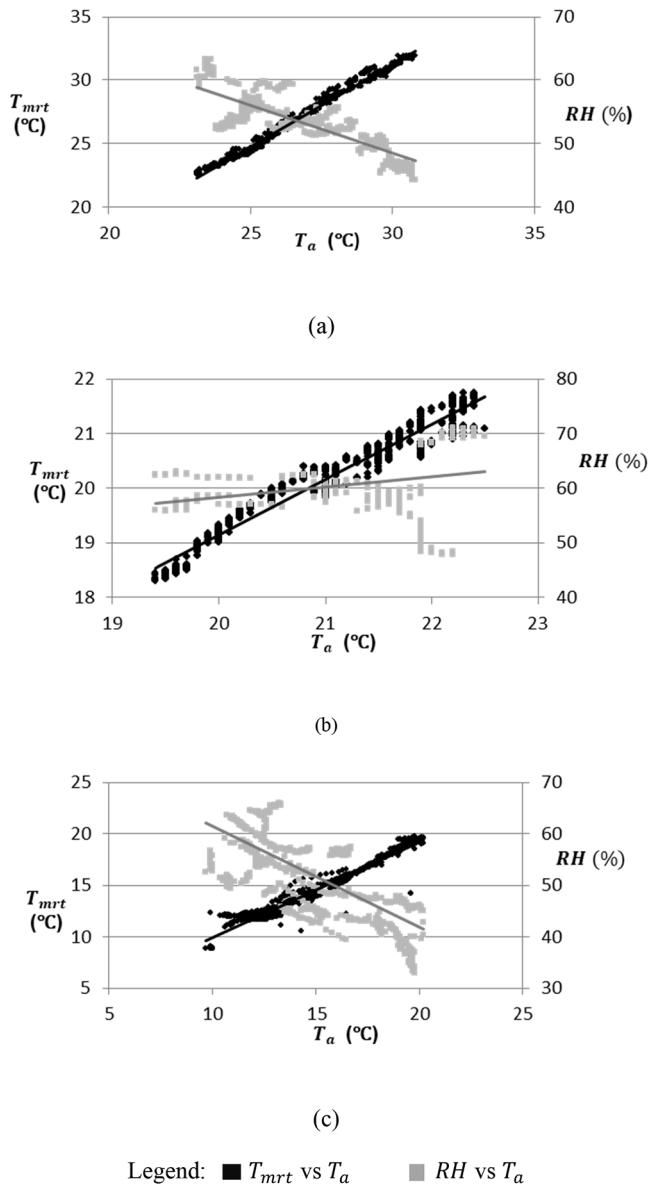 35 70
30 60
T_mrt (°C) RH (%)
25 50
20 40
20 25 30 35
T_a (°C)
(a)
22 80
21 70
T_mrt (°C) RH (%)
20 60
19 50
18 40
19 20 21 22 23
T_a (°C)
(b)
25 70
20 60
RH (%)
15 50
T_mrt (°C)
10 40
5 30
5 10 15 20 25
T_a (°C)
(c)
Legend: T_mrt vs T_a RH vs T_a